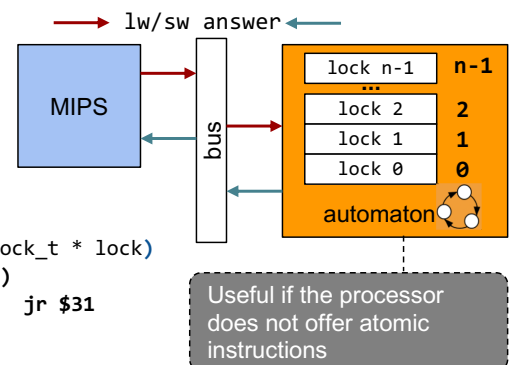 lw/sw answer
MIPS
bus
lock n-1 n-1
...
lock 2 2
lock 1 1
lock 0 0
automaton
ock_t * lock)
)
jr $31
Useful if the processor
does not offer atomic
instructions